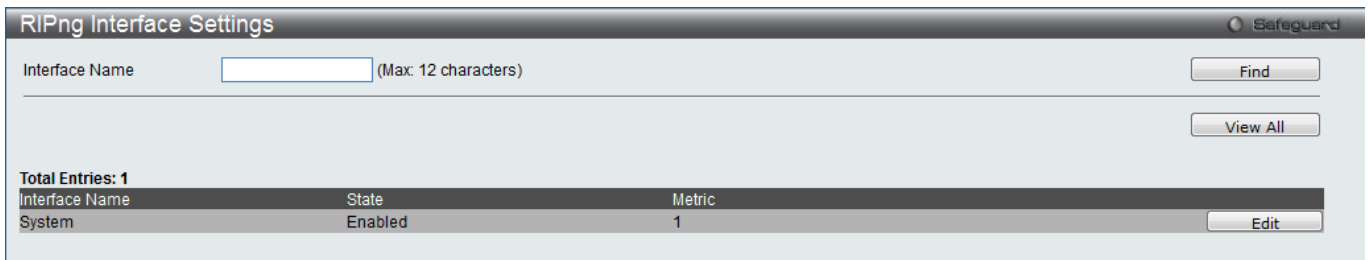 RIPng Interface Settings Safeguard
Interface Name (Max: 12 characters) Find
View All
Total Entries: 1
Interface Name State Metric
System Enabled 1 Edit